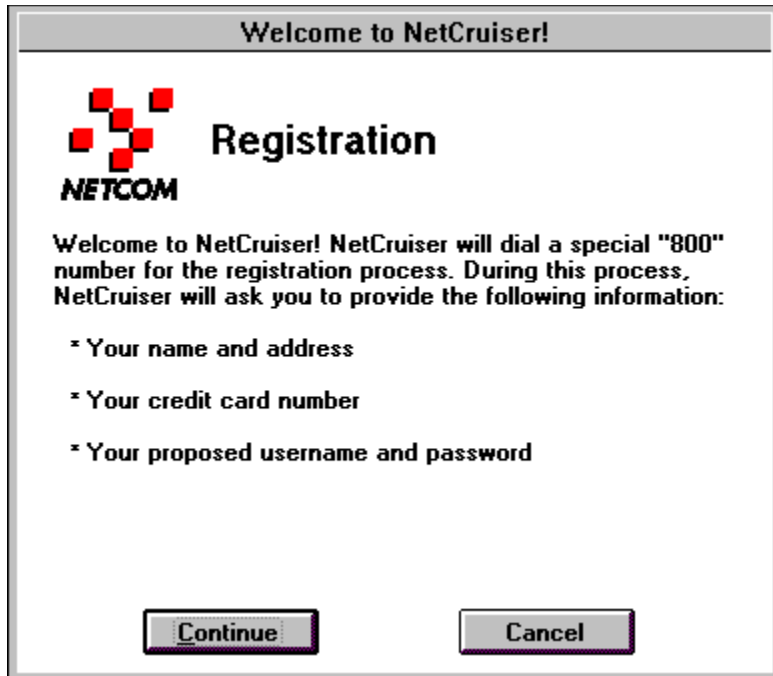 Welcome to NetCruiser!
NETCOM
Registration
Welcome to NetCruiser! NetCruiser will dial a special "800"
number for the registration process. During this process,
NetCruiser will ask you to provide the following information:
* Your name and address
* Your credit card number
* Your proposed username and password
Continue
Cancel